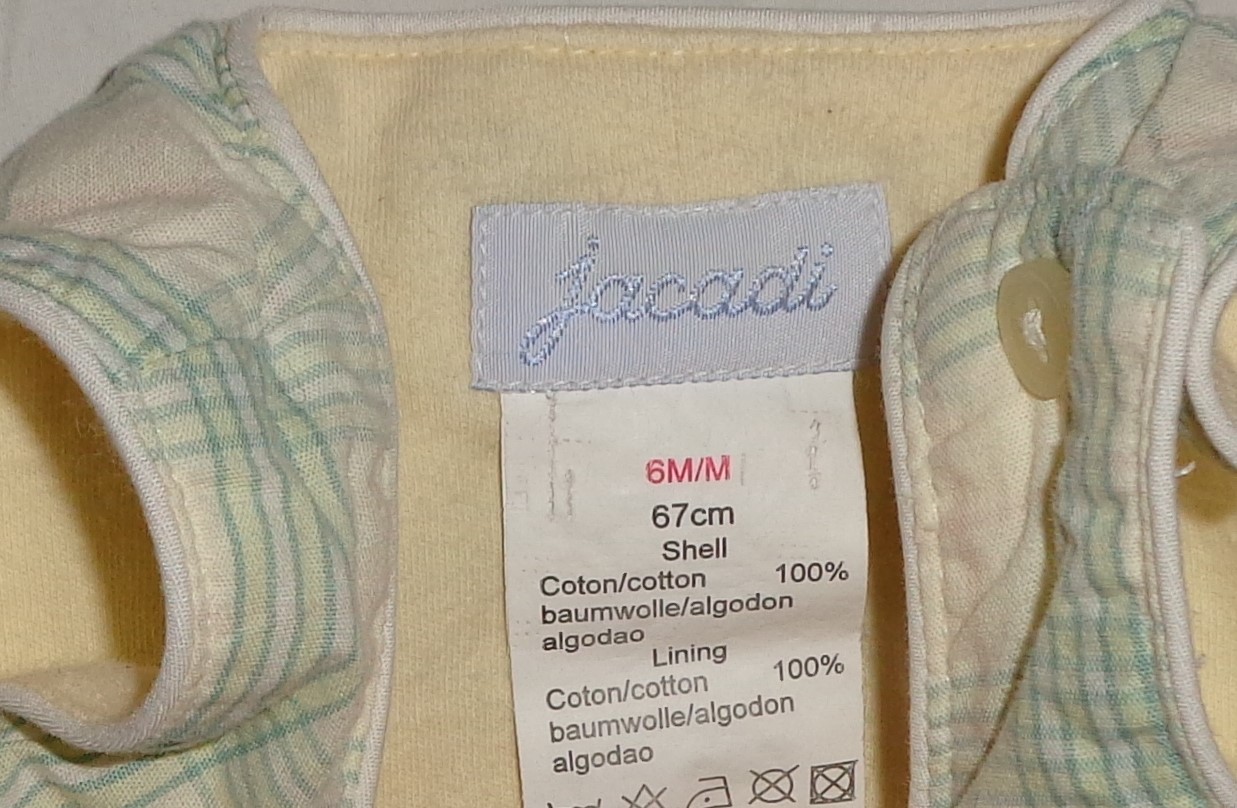 jacadi
6M/M
67cm
Shell
Coton/cotton 100%
baumwolle/algodon
algodao
Lining
Coton/cotton 100%
baumwolle/algodon
algodao